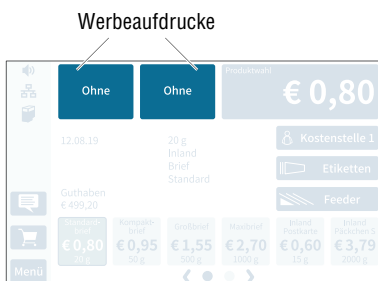 Werbeaufdrucke
Ohne
Ohne
Produktwahl
€ 0,80
12.08.19
20 g
Inland
Brief
Standard
Kostenstelle 1
Etiketten
Guthaben
€ 499,20
Feeder
Standard-
brief
€ 0,80
20 g
Kompakt-
brief
€ 0,95
50 g
Großbrief
€ 1,55
500 g
Maxibrief
€ 2,70
1000 g
Inland
Postkarte
€ 0,60
15 g
Inland
Päckchen S
€ 3,79
2000 g
Menü